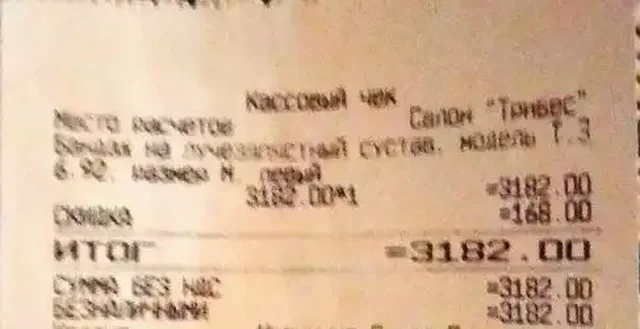 Кассовый чек
Место расчетов Салон "Тривес"
Бандаж на лучезапястный сустав, модель Т.3
6.92, размер M, левый
3182.00*1 =3182.00
СКИДКА =168.00
ИТОГ =3182.00
СУММА БЕЗ НДС =3182.00
БЕЗНАЛИЧНЫМИ =3182.00